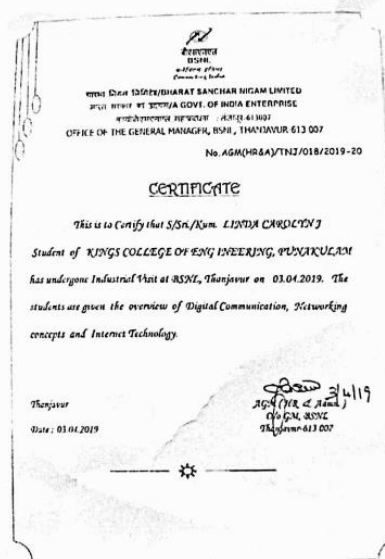 बीएसएनएल
BSNL
Connecting India
BHARAT SANCHAR NIGAM LIMITED
भारत सरकार का उद्यम/A GOVT. OF INDIA ENTERPRISE
OFFICE OF THE GENERAL MANAGER, BSNL, THANJAVUR 613 007
No. AGM(HR&A)/TNJ/018/2019-20
CERTIFICATE
This is to Certify that S/Sri./Kum. LINDA CAROLYN J
Student of KINGS COLLEGE OF ENG INEERING, PUNAKULAM
has undergone Industrial Visit at BSNL, Thanjavur on 03.04.2019. The
students are given the overview of Digital Communication, Networking
concepts and Internet Technology.
3/4/19
Thanjavur
AGM (HR & Admn.)
O/o GM, BSNL
Date : 03.04.2019
Thanjavur-613 007